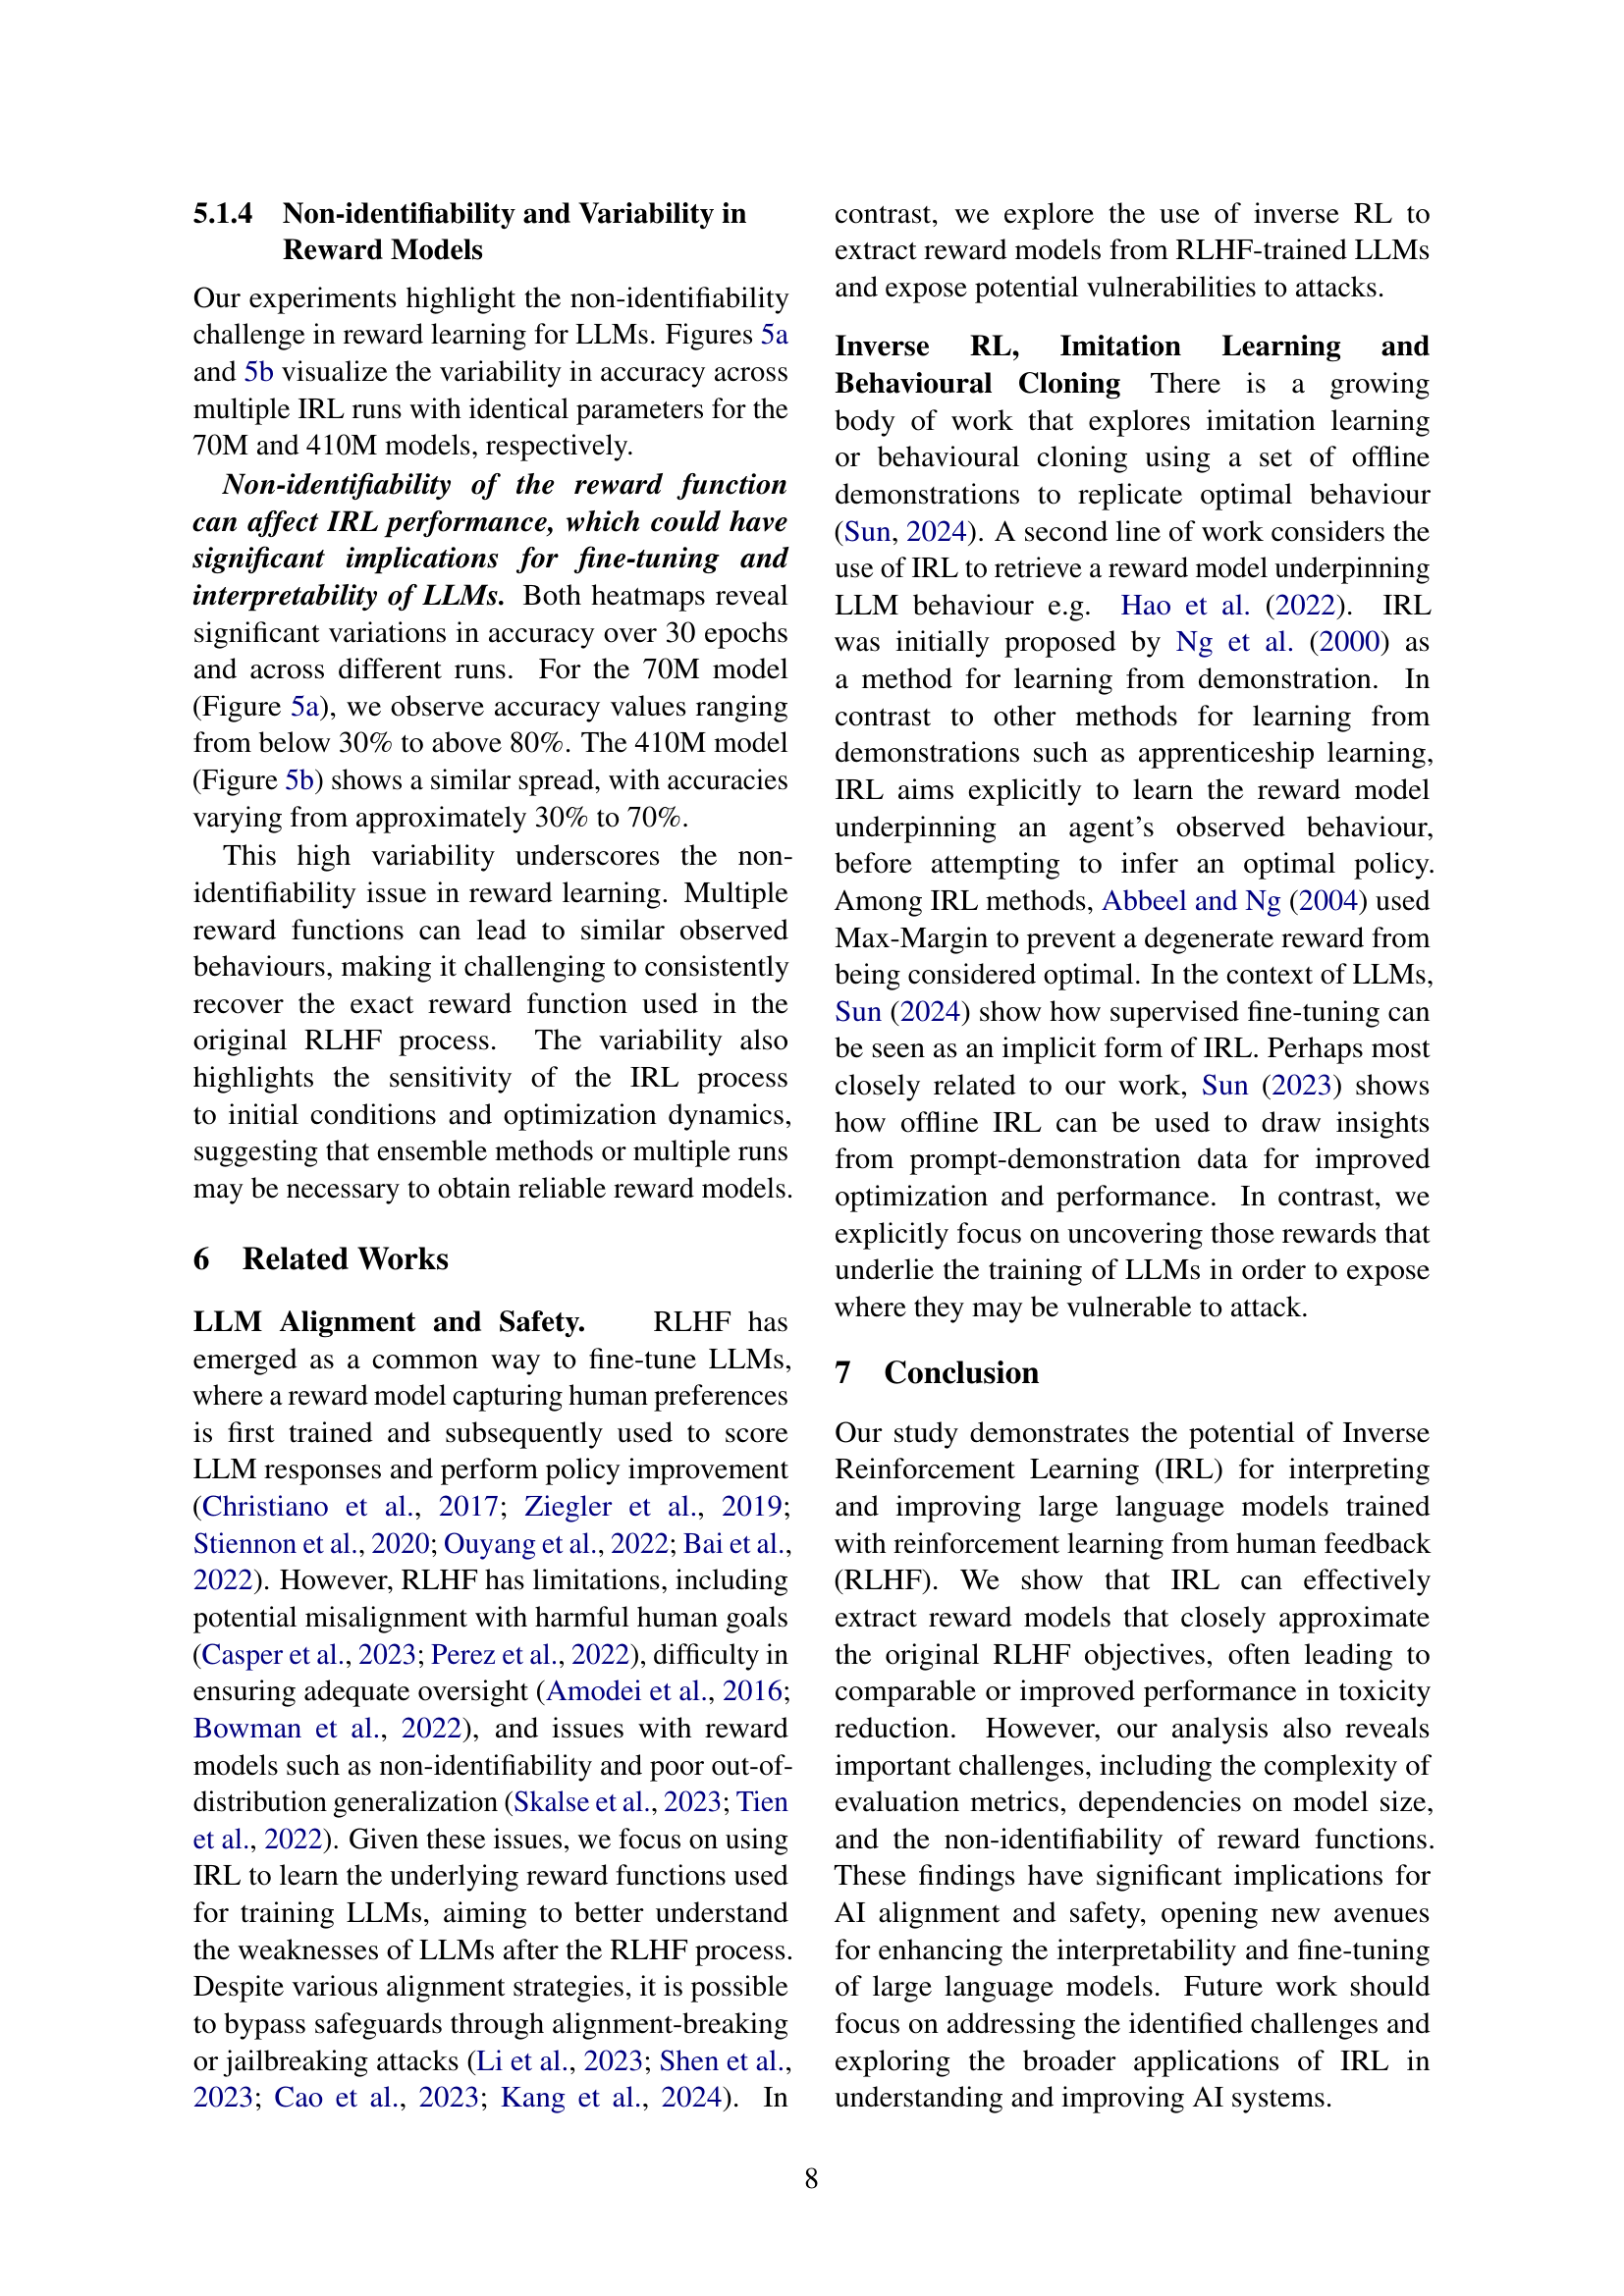 5.1.4 Non-identifiability and Variability in
Reward Models
Our experiments highlight the non-identifiability
challenge in reward learning for LLMs. Figures 5a
and 5b visualize the variability in accuracy across
multiple IRL runs with identical parameters for the
70M and 410M models, respectively.
Non-identifiability of the reward function
can affect IRL performance, which could have
significant implications for fine-tuning and
interpretability of LLMs. Both heatmaps reveal
significant variations in accuracy over 30 epochs
and across different runs. For the 70M model
(Figure 5a), we observe accuracy values ranging
from below 30% to above 80%. The 410M model
(Figure 5b) shows a similar spread, with accuracies
varying from approximately 30% to 70%.
This high variability underscores the non-
identifiability issue in reward learning. Multiple
reward functions can lead to similar observed
behaviours, making it challenging to consistently
recover the exact reward function used in the
original RLHF process. The variability also
highlights the sensitivity of the IRL process
to initial conditions and optimization dynamics,
suggesting that ensemble methods or multiple runs
may be necessary to obtain reliable reward models.
6 Related Works
LLM Alignment and Safety. RLHF has
emerged as a common way to fine-tune LLMs,
where a reward model capturing human preferences
is first trained and subsequently used to score
LLM responses and perform policy improvement
(Christiano et al., 2017; Ziegler et al., 2019;
Stiennon et al., 2020; Ouyang et al., 2022; Bai et al.,
2022). However, RLHF has limitations, including
potential misalignment with harmful human goals
(Casper et al., 2023; Perez et al., 2022), difficulty in
ensuring adequate oversight (Amodei et al., 2016;
Bowman et al., 2022), and issues with reward
models such as non-identifiability and poor out-of-
distribution generalization (Skalse et al., 2023; Tien
et al., 2022). Given these issues, we focus on using
IRL to learn the underlying reward functions used
for training LLMs, aiming to better understand
the weaknesses of LLMs after the RLHF process.
Despite various alignment strategies, it is possible
to bypass safeguards through alignment-breaking
or jailbreaking attacks (Li et al., 2023; Shen et al.,
2023; Cao et al., 2023; Kang et al., 2024). In
contrast, we explore the use of inverse RL to
extract reward models from RLHF-trained LLMs
and expose potential vulnerabilities to attacks.
Inverse RL, Imitation Learning and
Behavioural Cloning There is a growing
body of work that explores imitation learning
or behavioural cloning using a set of offline
demonstrations to replicate optimal behaviour
(Sun, 2024). A second line of work considers the
use of IRL to retrieve a reward model underpinning
LLM behaviour e.g. Hao et al. (2022). IRL
was initially proposed by Ng et al. (2000) as
a method for learning from demonstration. In
contrast to other methods for learning from
demonstrations such as apprenticeship learning,
IRL aims explicitly to learn the reward model
underpinning an agent's observed behaviour,
before attempting to infer an optimal policy.
Among IRL methods, Abbeel and Ng (2004) used
Max-Margin to prevent a degenerate reward from
being considered optimal. In the context of LLMs,
Sun (2024) show how supervised fine-tuning can
be seen as an implicit form of IRL. Perhaps most
closely related to our work, Sun (2023) shows
how offline IRL can be used to draw insights
from prompt-demonstration data for improved
optimization and performance. In contrast, we
explicitly focus on uncovering those rewards that
underlie the training of LLMs in order to expose
where they may be vulnerable to attack.
7 Conclusion
Our study demonstrates the potential of Inverse
Reinforcement Learning (IRL) for interpreting
and improving large language models trained
with reinforcement learning from human feedback
(RLHF). We show that IRL can effectively
extract reward models that closely approximate
the original RLHF objectives, often leading to
comparable or improved performance in toxicity
reduction. However, our analysis also reveals
important challenges, including the complexity of
evaluation metrics, dependencies on model size,
and the non-identifiability of reward functions.
These findings have significant implications for
AI alignment and safety, opening new avenues
for enhancing the interpretability and fine-tuning
of large language models. Future work should
focus on addressing the identified challenges and
exploring the broader applications of IRL in
understanding and improving AI systems.
8